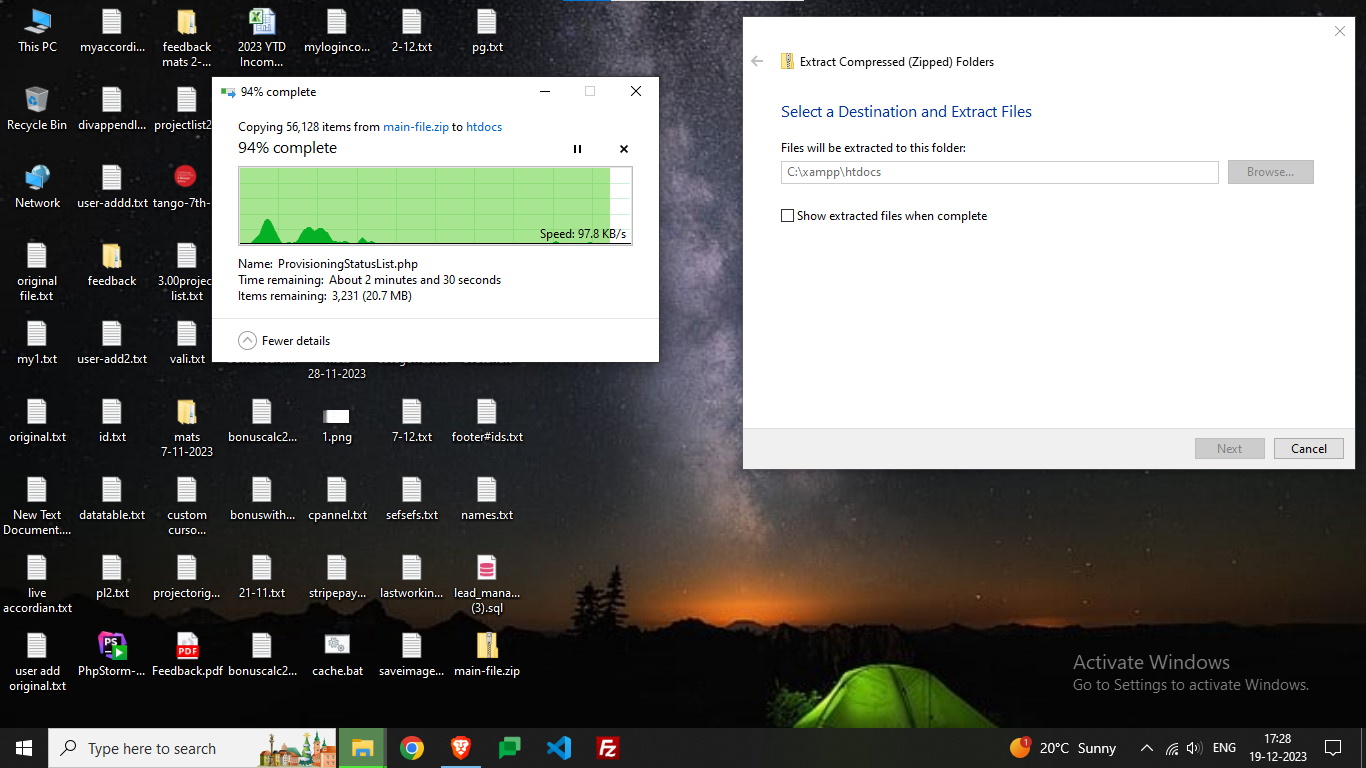 This PC
myaccordi...
feedback
mats 2-...
2023 YTD
Incom...
myloginco...
2-12.txt
pg.txt
Recycle Bin
divappendl...
projectlist2
Network
user-addd.txt
tango-7th-
original
file.txt
feedback
3.00projec
list.txt
my1.txt
user-add2.txt
vali.txt
28-11-2023
original.txt
id.txt
mats
7-11-2023
bonuscalc2...
1.png
7-12.txt
footer#ids.txt
New Text
Document....
datatable.txt
custom
curso...
bonuswith...
cpannel.txt
sefsefs.txt
names.txt
live
accordian.txt
pl2.txt
projectorig...
21-11.txt
stripepay...
lastworkin...
lead_mana...
(3).sql
user add
original.txt
PS
PhpStorm-...
PDF
Feedback.pdf
bonuscalc2...
cache.bat
saveimage...
main-file.zip
94% complete
Copying 56,128 items from main-file.zip to htdocs
94% complete
Speed: 97.8 KB/s
Name: ProvisioningStatusList.php
Time remaining: About 2 minutes and 30 seconds
Items remaining: 3,231 (20.7 MB)
Fewer details
Extract Compressed (Zipped) Folders
Select a Destination and Extract Files
Files will be extracted to this folder:
C:\xampp\htdocs
Browse...
Show extracted files when complete
Next
Cancel
Activate Windows
Go to Settings to activate Windows.
Type here to search
Fz
1
20°C Sunny
ENG
17:28
19-12-2023